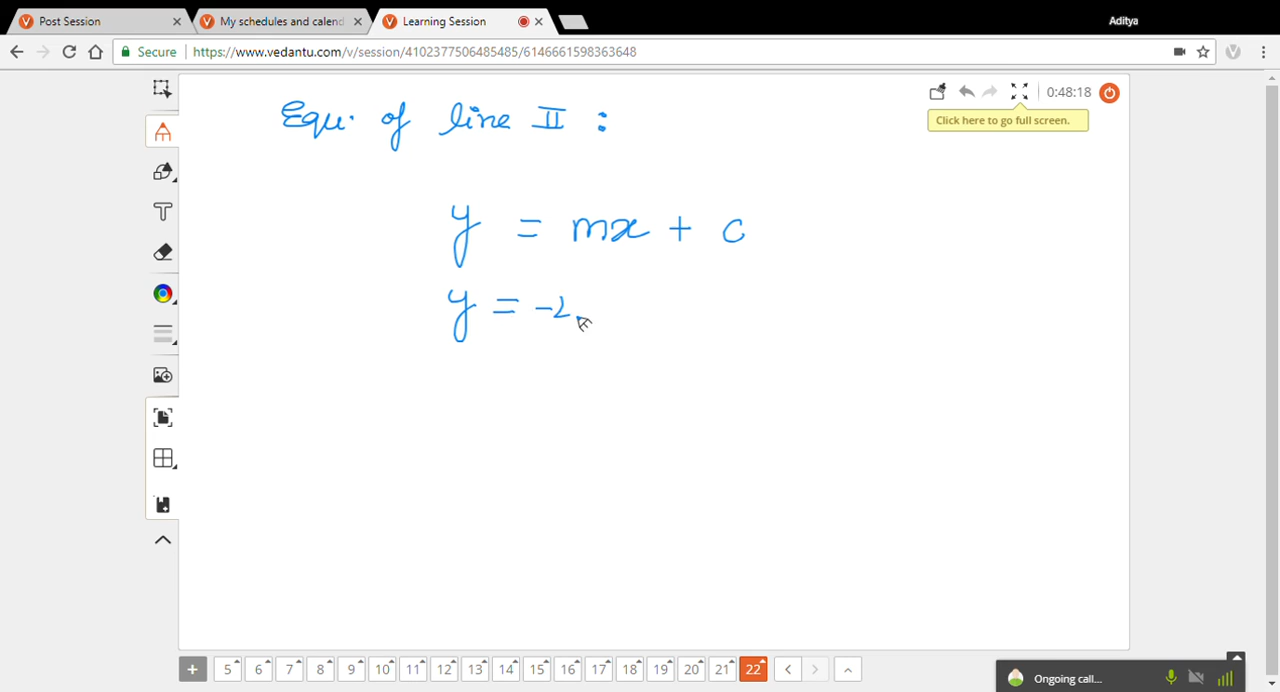 Post Session
My schedules and calend
Learning Session
Aditya
Secure
https://www.vedantu.com/v/session/4102377506485485/6146661598363648
0:48:18
Click here to go full screen.
Equ. of line II :
y = mx + c
y = -2
+ 5 6 7 8 9 10 11 12 13 14 15 16 17 18 19 20 21 22
Ongoing call...